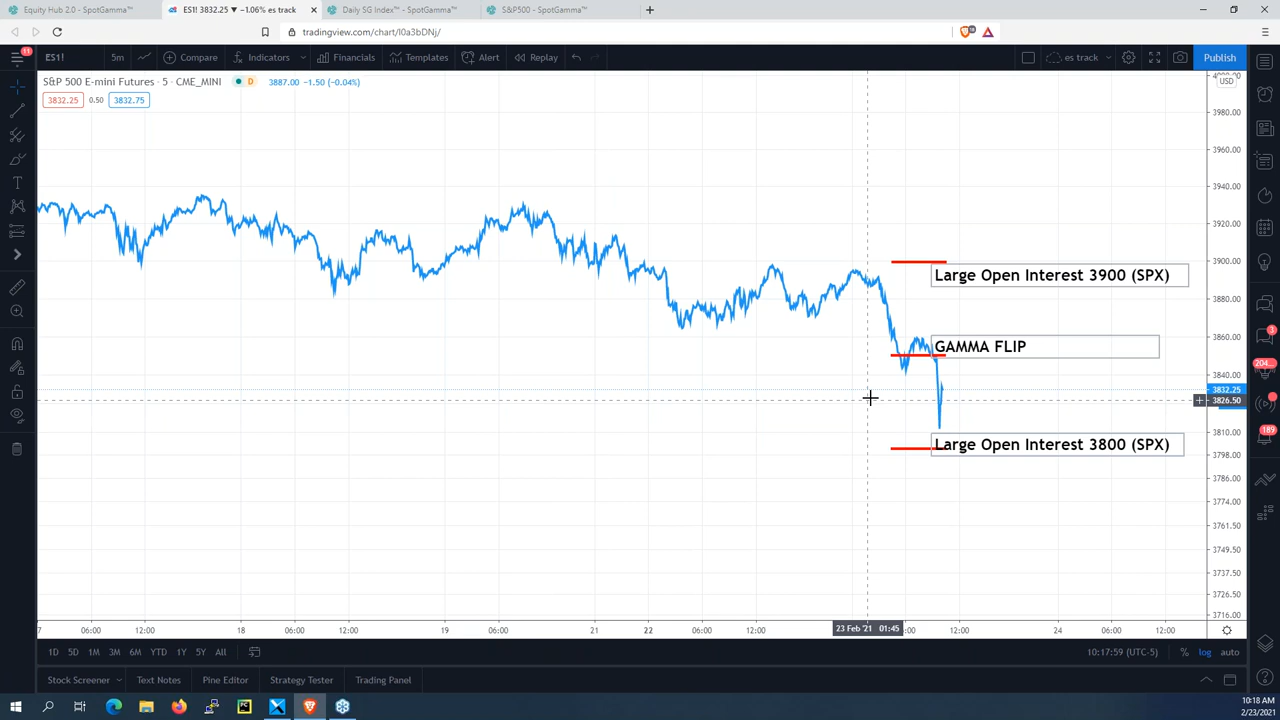 Equity Hub 2.0 - SpotGamma™
ES1! 3832.25 ▼ −1.06% es track
Daily SG Index™ - SpotGamma™
S&P500 - SpotGamma™
tradingview.com/chart/l0a3bDNj/
11
ES1!
5m
Compare
Indicators
Financials
Templates
Alert
Replay
es track
Publish
S&P 500 E-mini Futures · 5 · CME_MINI
D
3887.00 −1.50 (−0.04%)
3832.25
0.50
3832.75
USD
3980.00
3960.00
3940.00
3920.00
3900.00
3880.00
3860.00
3840.00
3832.25
3826.50
3810.00
3798.00
3786.00
3774.00
3761.50
3749.50
3737.50
3726.50
3716.00
Large Open Interest 3900 (SPX)
GAMMA FLIP
Large Open Interest 3800 (SPX)
3
204
189
7
06:00
12:00
18
06:00
12:00
19
06:00
21
22
06:00
12:00
23 Feb '21 01:45
:00
12:00
24
06:00
12:00
1D
5D
1M
3M
6M
YTD
1Y
5Y
All
10:17:59 (UTC-5)
%
log
auto
Stock Screener
Text Notes
Pine Editor
Strategy Tester
Trading Panel
10:18 AM
2/23/2021